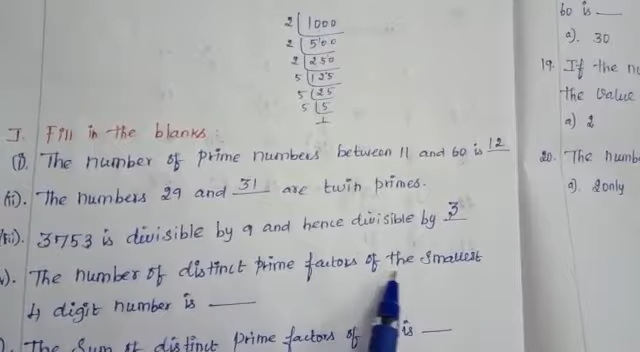 2 | 1000
2 | 500
2 | 250
5 | 125
5 | 25
5 | 5
1
I. Fill in the blanks:
(i). The number of prime numbers between 11 and 60 is 12
(ii). The numbers 29 and 31 are twin primes.
(iii). 3753 is divisible by 9 and hence divisible by 3
). The number of distinct prime factors of the smallest
4 digit number is ___
). The Sum of distinct prime factors of is ___
60 is ___
a). 30
19. If the
the value
a) 2
20. The
a). 2only